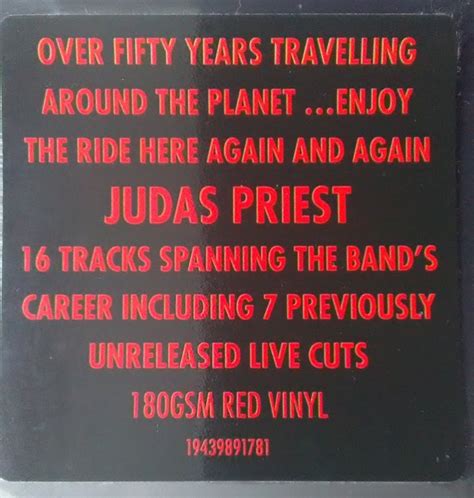 OVER FIFTY YEARS TRAVELLING
AROUND THE PLANET ...ENJOY
THE RIDE HERE AGAIN AND AGAIN
JUDAS PRIEST
16 TRACKS SPANNING THE BAND'S
CAREER INCLUDING 7 PREVIOUSLY
UNRELEASED LIVE CUTS
180GSM RED VINYL
19439891781